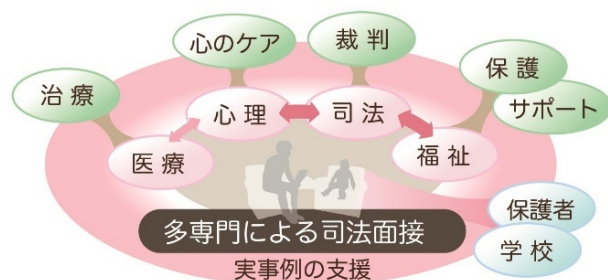 心のケア
裁判
保護
サポート
治療
心理
司法
医療
福祉
保護者
学校
多専門による司法面接
実事例の支援